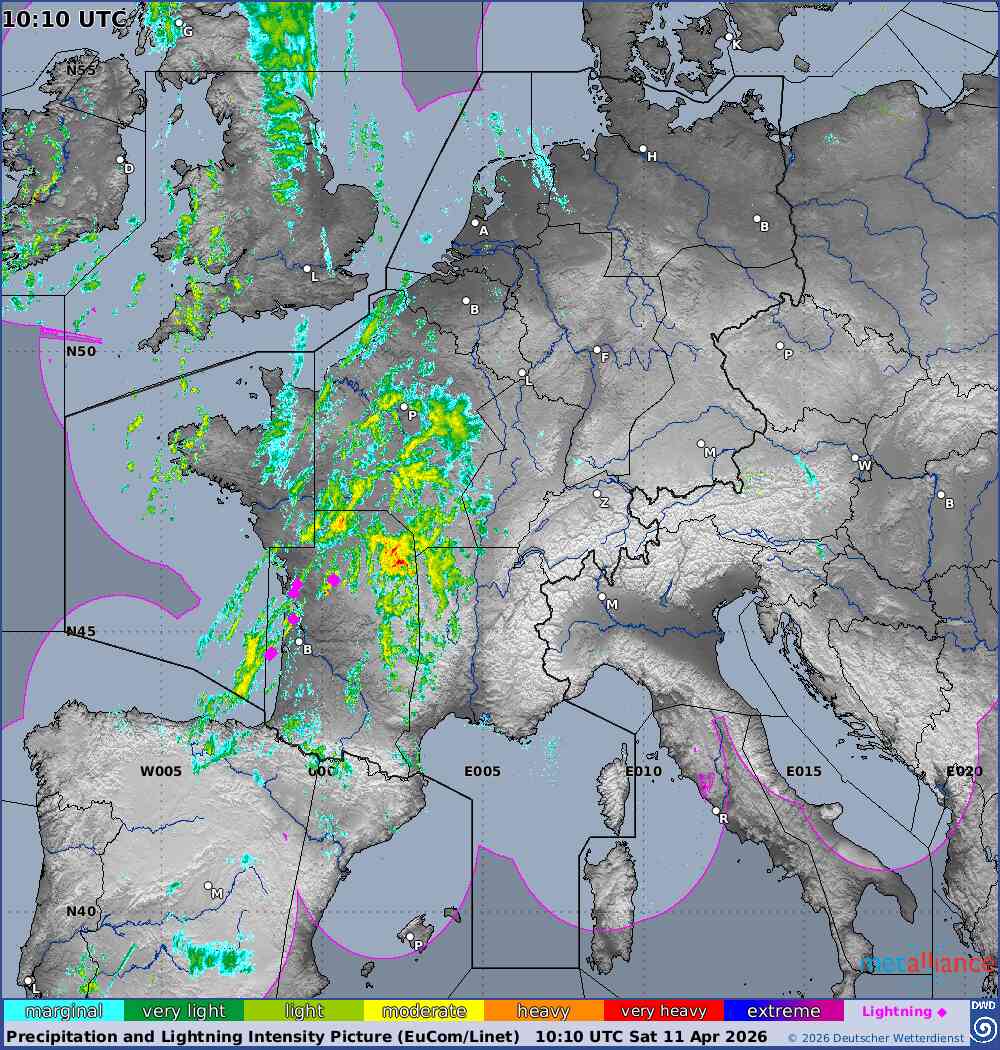 10:10 UTC
G
K
N55
D
H
A
B
L
B
N50
P
F
L
P
M
W
Z
B
M
N45
B
W005
000
E005
E010
E015
E020
R
M
N40
P
L
metalliance
marginal very light light moderate heavy very heavy extreme Lightning ◆
DWD
Precipitation and Lightning Intensity Picture (EuCom/Linet) 10:10 UTC Sat 11 Apr 2026 © 2026 Deutscher Wetterdienst